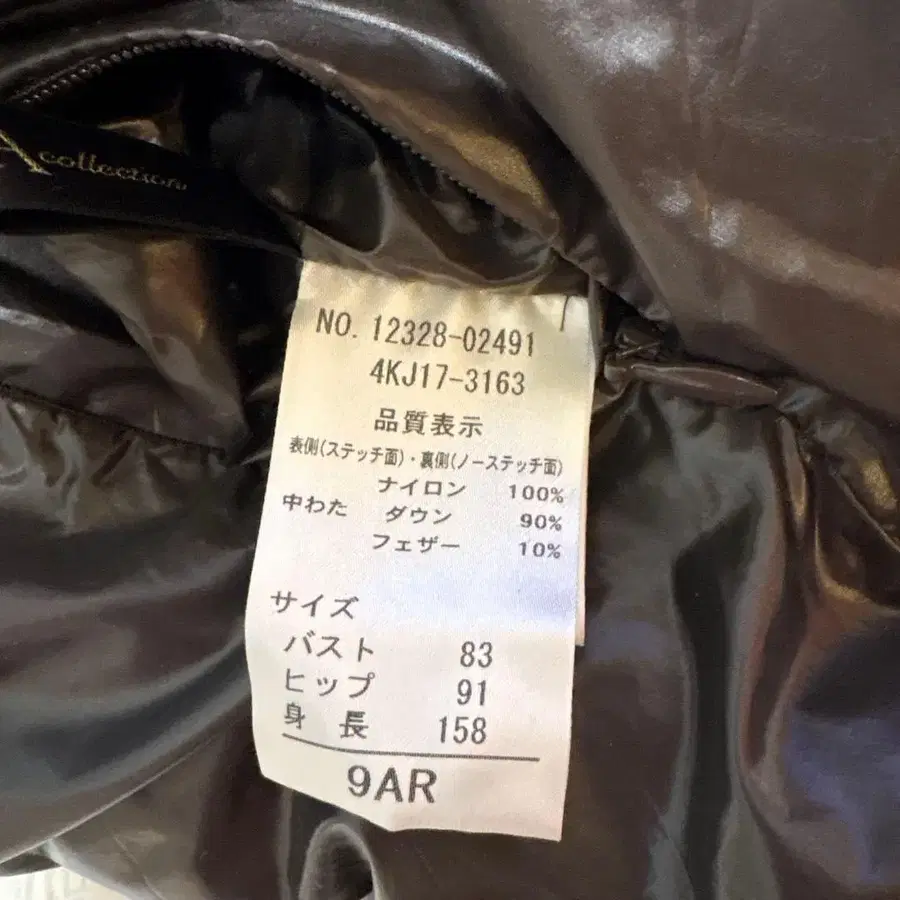 A collection
NO. 12328-02491
4KJ17-3163
品質表示
表側(ステッチ面)・裏側(ノーステッチ面)
ナイロン 100%
中わた ダウン 90%
フェザー 10%
サイズ
バスト 83
ヒップ 91
身 長 158
9AR